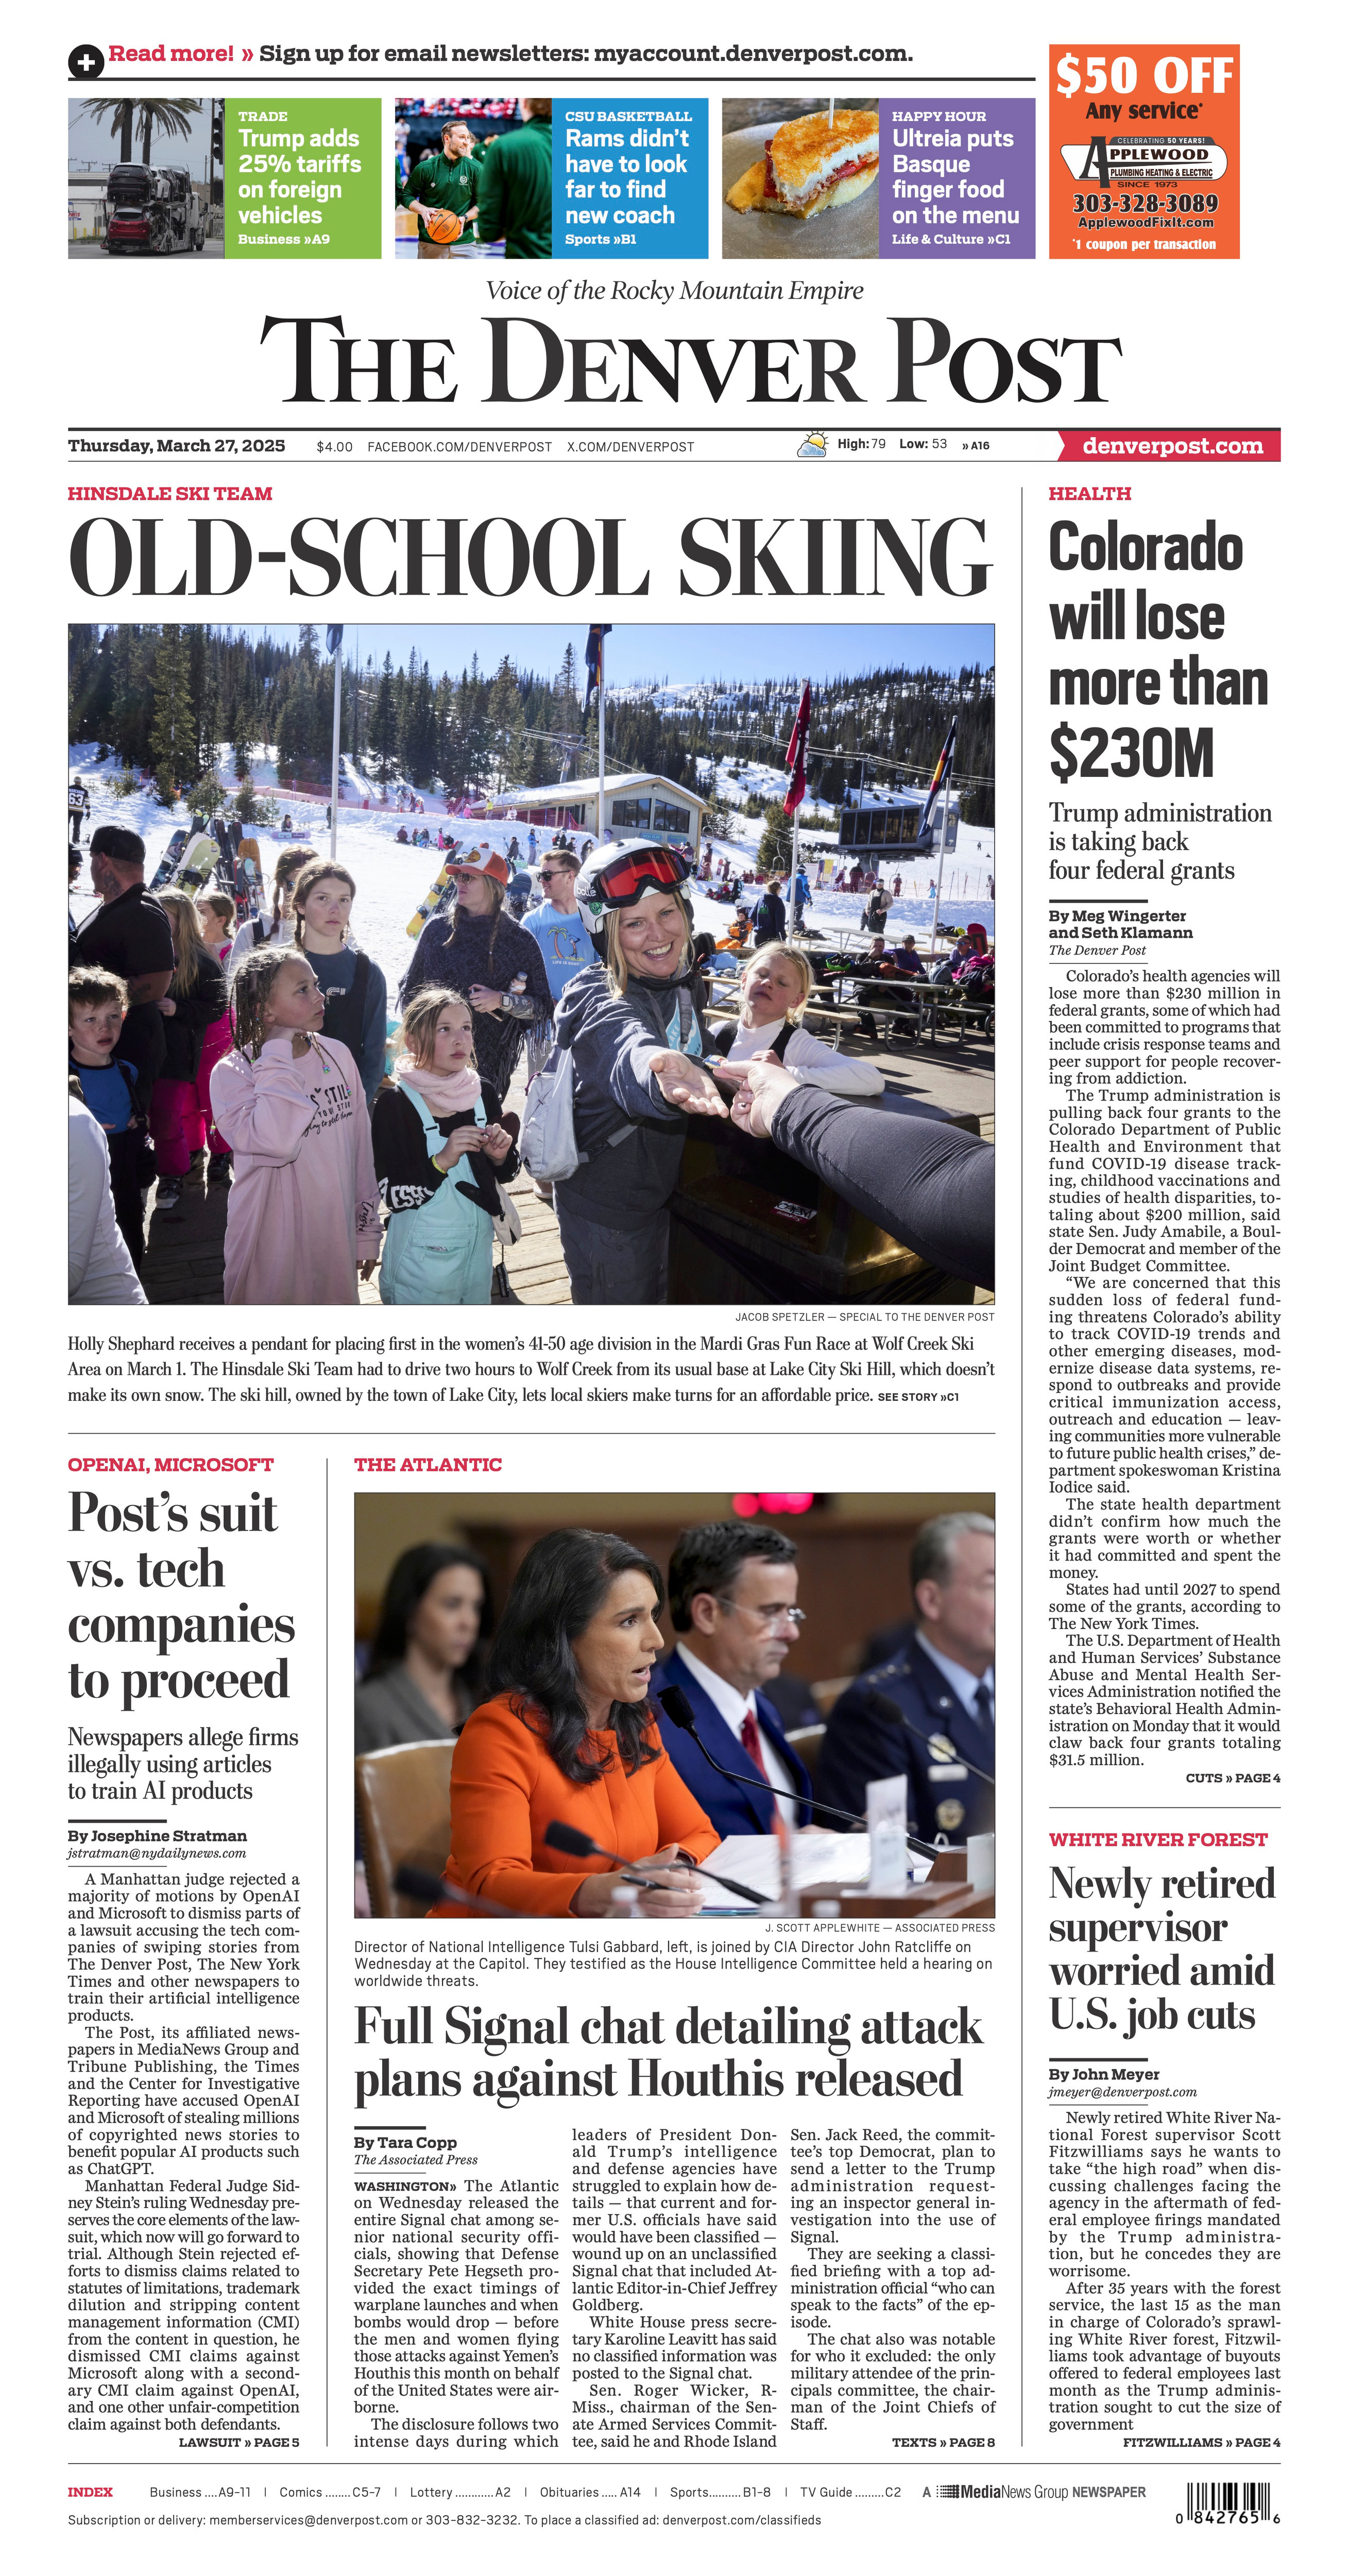 Read more! » Sign up for email newsletters: myaccount.denverpost.com.
TRADE
Trump adds
25% tariffs
on foreign
vehicles
Business »A9
CSU BASKETBALL
Rams didn’t
have to look
far to find
new coach
Sports »B1
HAPPY HOUR
Ultreia puts
Basque
finger food
on the menu
Life & Culture »C1
$50 OFF
Any service*
CELEBRATING 50 YEARS!
APPLEWOOD
PLUMBING HEATING & ELECTRIC
SINCE 1973
303-328-3089
ApplewoodFixIt.com
*1 coupon per transaction
Voice of the Rocky Mountain Empire
THE DENVER POST
Thursday, March 27, 2025 $4.00 FACEBOOK.COM/DENVERPOST X.COM/DENVERPOST High: 79 Low: 53 » A16 denverpost.com
HINSDALE SKI TEAM
OLD-SCHOOL SKIING
63
bolle
JACOB SPETZLER — SPECIAL TO THE DENVER POST
Holly Shephard receives a pendant for placing first in the women’s 41-50 age division in the Mardi Gras Fun Race at Wolf Creek Ski
Area on March 1. The Hinsdale Ski Team had to drive two hours to Wolf Creek from its usual base at Lake City Ski Hill, which doesn’t
make its own snow. The ski hill, owned by the town of Lake City, lets local skiers make turns for an affordable price. SEE STORY »C1
HEALTH
Colorado
will lose
more than
$230M
Trump administration
is taking back
four federal grants
By Meg Wingerter
and Seth Klamann
The Denver Post
Colorado’s health agencies will
lose more than $230 million in
federal grants, some of which had
been committed to programs that
include crisis response teams and
peer support for people recover-
ing from addiction.
The Trump administration is
pulling back four grants to the
Colorado Department of Public
Health and Environment that
fund COVID-19 disease track-
ing, childhood vaccinations and
studies of health disparities, to-
taling about $200 million, said
state Sen. Judy Amabile, a Boul-
der Democrat and member of the
Joint Budget Committee.
“We are concerned that this
sudden loss of federal fund-
ing threatens Colorado’s ability
to track COVID-19 trends and
other emerging diseases, mod-
ernize disease data systems, re-
spond to outbreaks and provide
critical immunization access,
outreach and education — leav-
ing communities more vulnerable
to future public health crises,” de-
partment spokeswoman Kristina
Iodice said.
The state health department
didn’t confirm how much the
grants were worth or whether
it had committed and spent the
money.
States had until 2027 to spend
some of the grants, according to
The New York Times.
The U.S. Department of Health
and Human Services’ Substance
Abuse and Mental Health Ser-
vices Administration notified the
state’s Behavioral Health Admin-
istration on Monday that it would
claw back four grants totaling
$31.5 million.
CUTS » PAGE 4
OPENAI, MICROSOFT
Post’s suit
vs. tech
companies
to proceed
Newspapers allege firms
illegally using articles
to train AI products
By Josephine Stratman
jstratman@nydailynews.com
A Manhattan judge rejected a
majority of motions by OpenAI
and Microsoft to dismiss parts of
a lawsuit accusing the tech com-
panies of swiping stories from
The Denver Post, The New York
Times and other newspapers to
train their artificial intelligence
products.
The Post, its affiliated news-
papers in MediaNews Group and
Tribune Publishing, the Times
and the Center for Investigative
Reporting have accused OpenAI
and Microsoft of stealing millions
of copyrighted news stories to
benefit popular AI products such
as ChatGPT.
Manhattan Federal Judge Sid-
ney Stein’s ruling Wednesday pre-
serves the core elements of the law-
suit, which now will go forward to
trial. Although Stein rejected ef-
forts to dismiss claims related to
statutes of limitations, trademark
dilution and stripping content
management information (CMI)
from the content in question, he
dismissed CMI claims against
Microsoft along with a second-
ary CMI claim against OpenAI,
and one other unfair-competition
claim against both defendants.
LAWSUIT » PAGE 5
THE ATLANTIC
J. SCOTT APPLEWHITE — ASSOCIATED PRESS
Director of National Intelligence Tulsi Gabbard, left, is joined by CIA Director John Ratcliffe on
Wednesday at the Capitol. They testified as the House Intelligence Committee held a hearing on
worldwide threats.
Full Signal chat detailing attack
plans against Houthis released
By Tara Copp
The Associated Press
WASHINGTON» The Atlantic
on Wednesday released the
entire Signal chat among se-
nior national security offi-
cials, showing that Defense
Secretary Pete Hegseth pro-
vided the exact timings of
warplane launches and when
bombs would drop — before
the men and women flying
those attacks against Yemen’s
Houthis this month on behalf
of the United States were air-
borne.
The disclosure follows two
intense days during which
leaders of President Don-
ald Trump’s intelligence
and defense agencies have
struggled to explain how de-
tails — that current and for-
mer U.S. officials have said
would have been classified —
wound up on an unclassified
Signal chat that included At-
lantic Editor-in-Chief Jeffrey
Goldberg.
White House press secre-
tary Karoline Leavitt has said
no classified information was
posted to the Signal chat.
Sen. Roger Wicker, R-
Miss., chairman of the Sen-
ate Armed Services Commit-
tee, said he and Rhode Island
Sen. Jack Reed, the commit-
tee’s top Democrat, plan to
send a letter to the Trump
administration request-
ing an inspector general in-
vestigation into the use of
Signal.
They are seeking a classi-
fied briefing with a top ad-
ministration official “who can
speak to the facts” of the ep-
isode.
The chat also was notable
for who it excluded: the only
military attendee of the prin-
cipals committee, the chair-
man of the Joint Chiefs of
Staff.
TEXTS » PAGE 8
WHITE RIVER FOREST
Newly retired
supervisor
worried amid
U.S. job cuts
By John Meyer
jmeyer@denverpost.com
Newly retired White River Na-
tional Forest supervisor Scott
Fitzwilliams says he wants to
take “the high road” when dis-
cussing challenges facing the
agency in the aftermath of fed-
eral employee firings mandated
by the Trump administra-
tion, but he concedes they are
worrisome.
After 35 years with the forest
service, the last 15 as the man
in charge of Colorado’s sprawl-
ing White River forest, Fitzwil-
liams took advantage of buyouts
offered to federal employees last
month as the Trump adminis-
tration sought to cut the size of
government
FITZWILLIAMS » PAGE 4
INDEX Business ....A9-11 | Comics ........C5-7 | Lottery ............A2 | Obituaries ..... A14 | Sports..........B1-8 | TV Guide .........C2 A MediaNews Group NEWSPAPER
Subscription or delivery: memberservices@denverpost.com or 303-832-3232. To place a classified ad: denverpost.com/classifieds
0 842765 6